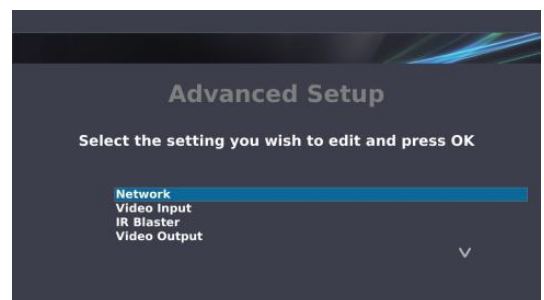 Advanced Setup
Select the setting you wish to edit and press OK
Network
Video Input
IR Blaster
Video Output